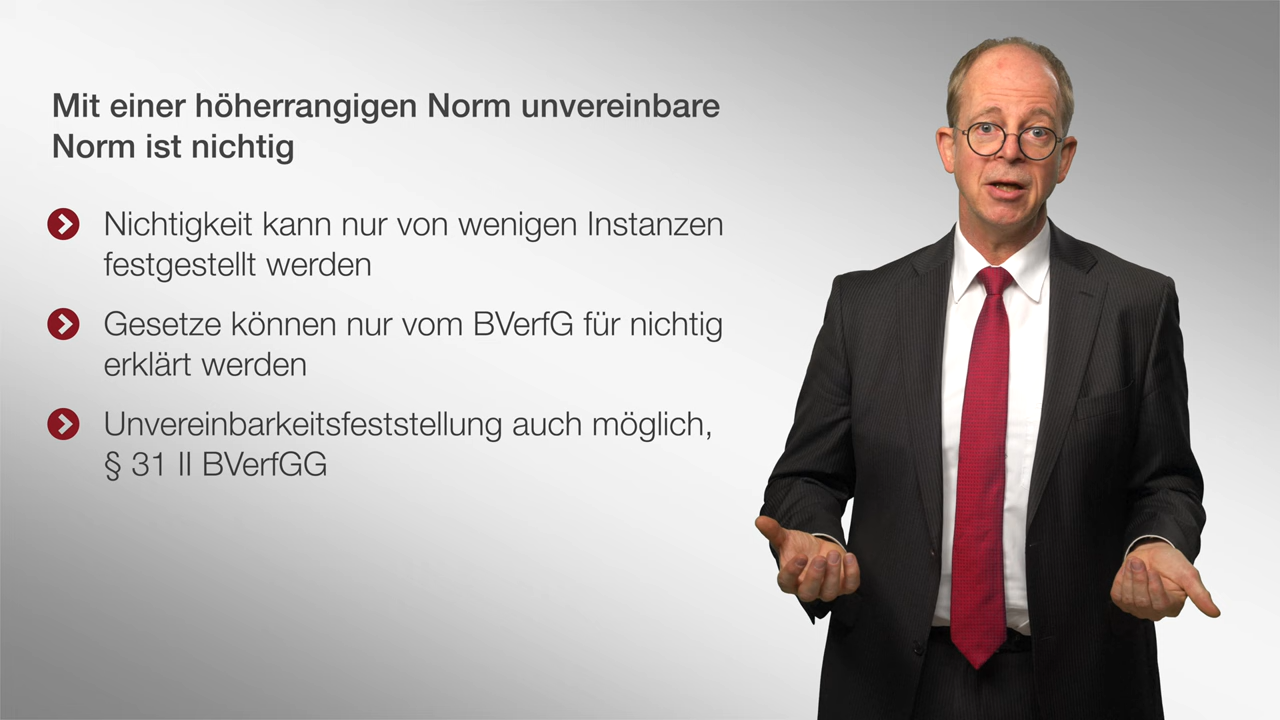 Mit einer höherrangigen Norm unvereinbare
Norm ist nichtig
Nichtigkeit kann nur von wenigen Instanzen
festgestellt werden
Gesetze können nur vom BVerfG für nichtig
erklärt werden
Unvereinbarkeitsfeststellung auch möglich,
§ 31 II BVerfGG